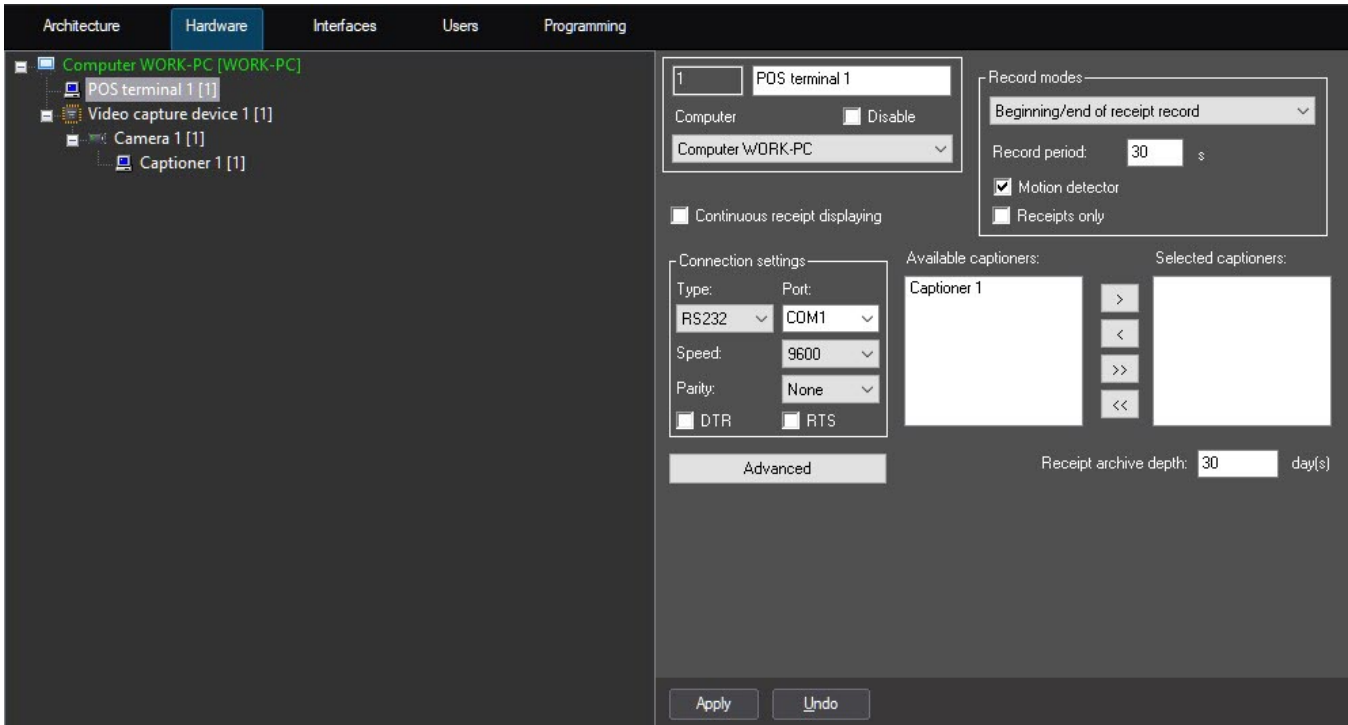 Architecture Hardware Interfaces Users Programming
Computer WORK-PC [WORK-PC]
POS terminal 1 [1]
Video capture device 1 [1]
Camera 1 [1]
Captioner 1 [1]
1 POS terminal 1
Computer Disable
Computer WORK-PC
Continuous receipt displaying
Record modes
Beginning/end of receipt record
Record period: 30 s
Motion detector
Receipts only
Connection settings
Type: Port:
RS232 COM1
Speed: 9600
Parity: None
DTR RTS
Advanced
Available captioners: Selected captioners:
Captioner 1
>
<
>>
<<
Receipt archive depth: 30 day(s)
Apply Undo